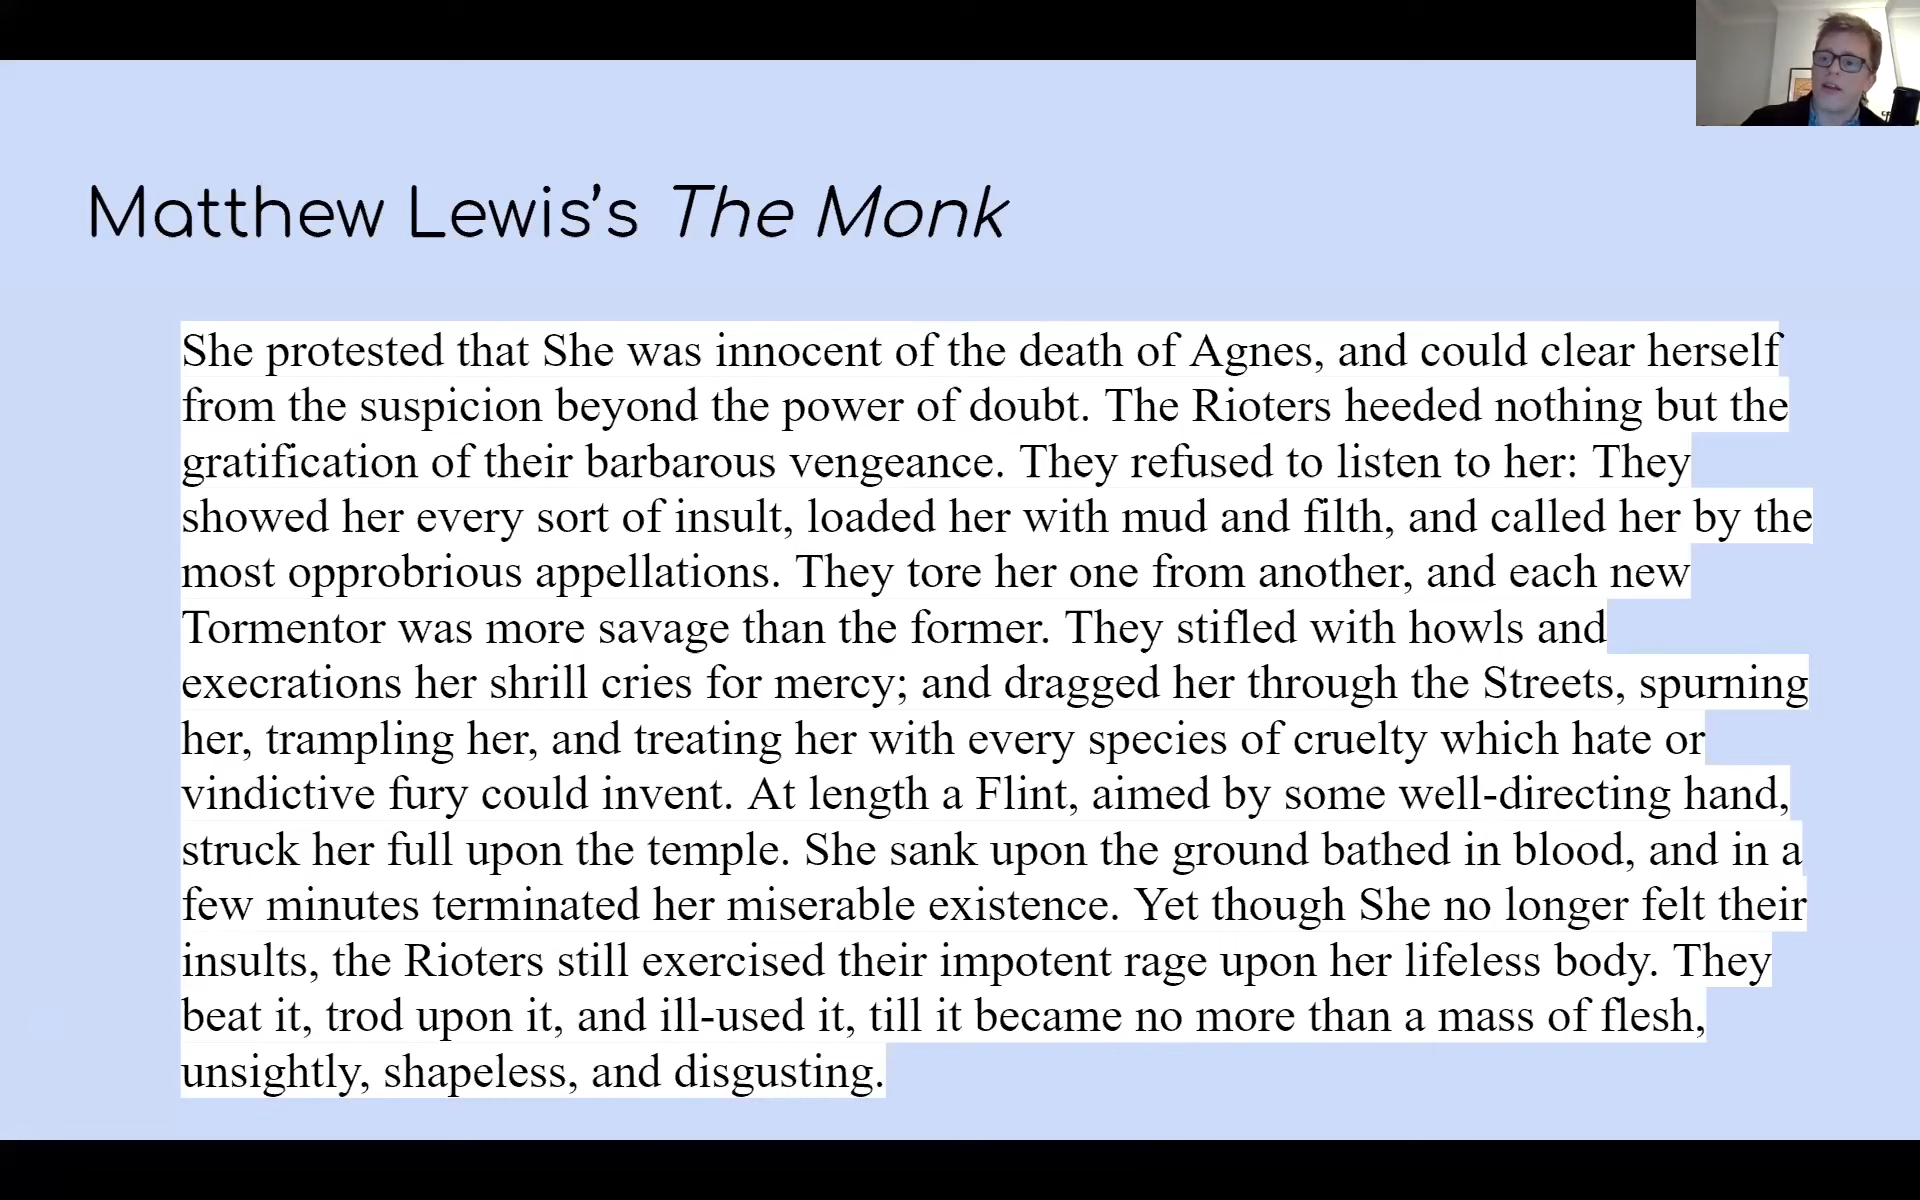 Matthew Lewis’s The Monk
She protested that She was innocent of the death of Agnes, and could clear herself
from the suspicion beyond the power of doubt. The Rioters heeded nothing but the
gratification of their barbarous vengeance. They refused to listen to her: They
showed her every sort of insult, loaded her with mud and filth, and called her by the
most opprobrious appellations. They tore her one from another, and each new
Tormentor was more savage than the former. They stifled with howls and
execrations her shrill cries for mercy; and dragged her through the Streets, spurning
her, trampling her, and treating her with every species of cruelty which hate or
vindictive fury could invent. At length a Flint, aimed by some well-directing hand,
struck her full upon the temple. She sank upon the ground bathed in blood, and in a
few minutes terminated her miserable existence. Yet though She no longer felt their
insults, the Rioters still exercised their impotent rage upon her lifeless body. They
beat it, trod upon it, and ill-used it, till it became no more than a mass of flesh,
unsightly, shapeless, and disgusting.